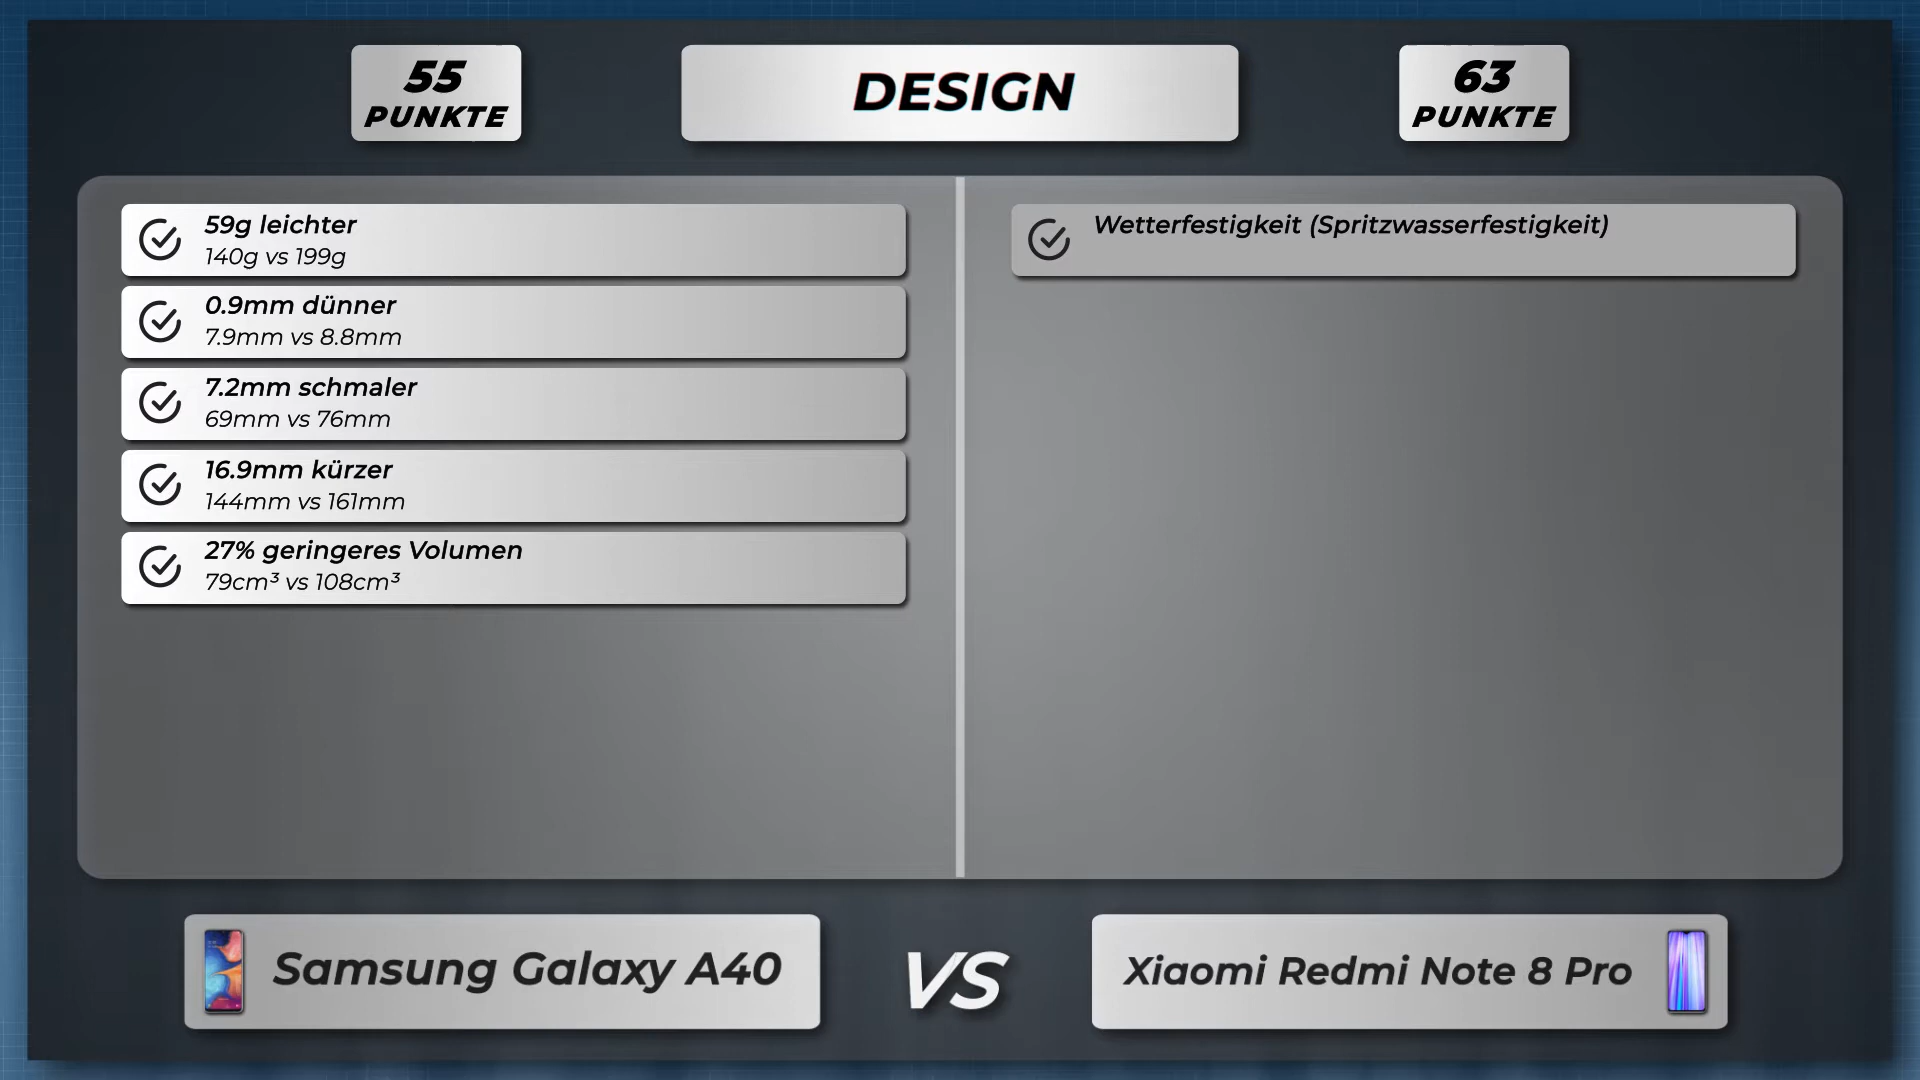 55
PUNKTE
DESIGN
63
PUNKTE
59g leichter
140g vs 199g
0.9mm dünner
7.9mm vs 8.8mm
7.2mm schmaler
69mm vs 76mm
16.9mm kürzer
144mm vs 161mm
27% geringeres Volumen
79cm³ vs 108cm³
Wetterfestigkeit (Spritzwasserfestigkeit)
Samsung Galaxy A40
VS
Xiaomi Redmi Note 8 Pro